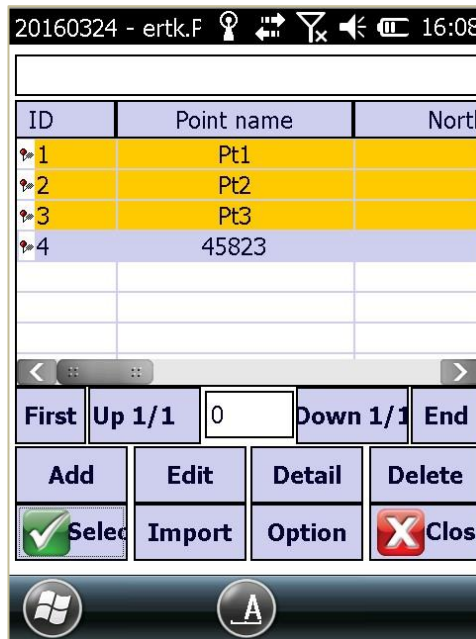 20160324 - ertk.P 16:08
ID Point name Nortl
1 Pt1
2 Pt2
3 Pt3
4 45823
First Up 1/1 0 Down 1/1 End
Add Edit Detail Delete
Selec Import Option Clos
A